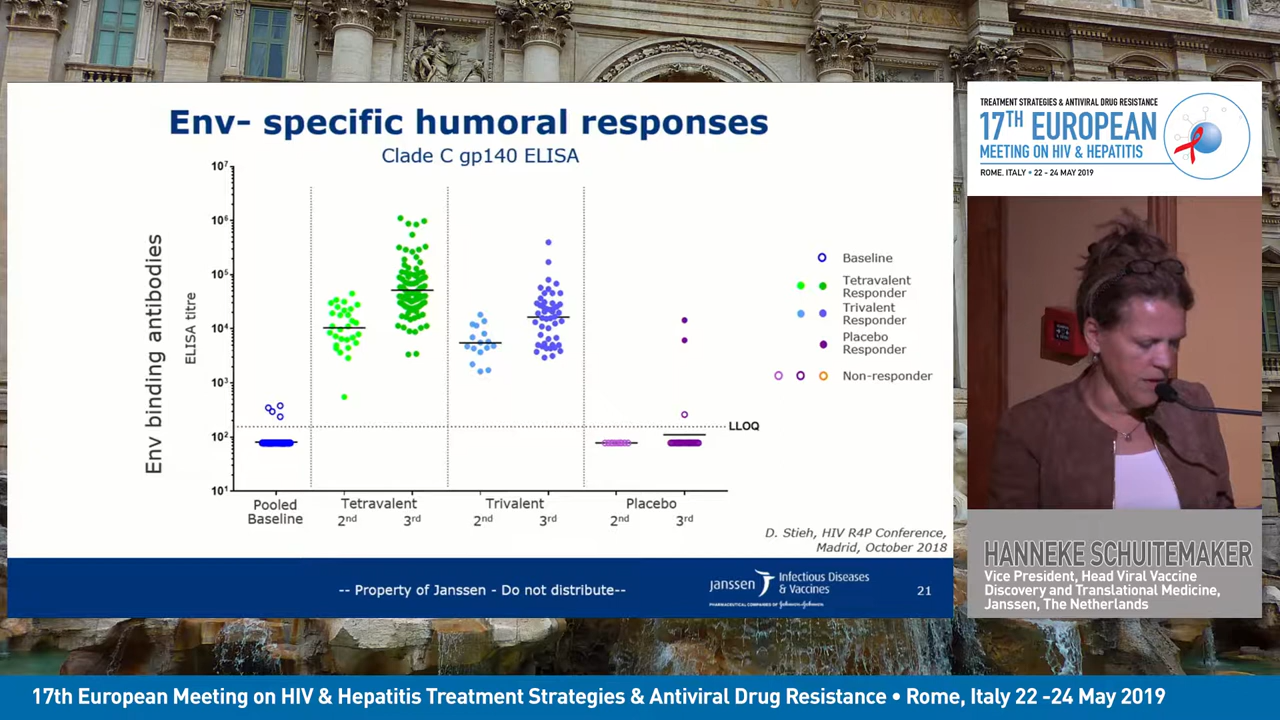 Env- specific humoral responses
Clade C gp140 ELISA
Env binding antibodies
ELISA titre
10⁷
10⁶
10⁵
10⁴
10³
10²
10¹
LLOQ
Pooled
Baseline
Tetravalent
2nd 3rd
Trivalent
2nd 3rd
Placebo
2nd 3rd
Baseline
Tetravalent
Responder
Trivalent
Responder
Placebo
Responder
Non-responder
D. Stieh, HIV R4P Conference,
Madrid, October 2018
-- Property of Janssen - Do not distribute--
Janssen
Infectious Diseases
& Vaccines
PHARMACEUTICAL COMPANIES OF Johnson & Johnson
21
TREATMENT STRATEGIES & ANTIVIRAL DRUG RESISTANCE
17TH EUROPEAN
MEETING ON HIV & HEPATITIS
ROME, ITALY • 22 - 24 MAY 2019
HANNEKE SCHUITEMAKER
Vice President, Head Viral Vaccine
Discovery and Translational Medicine,
Janssen, The Netherlands
17th European Meeting on HIV & Hepatitis Treatment Strategies & Antiviral Drug Resistance • Rome, Italy 22 -24 May 2019